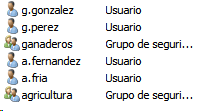 g.gonzalez Usuario
g.perez Usuario
ganaderos Grupo de seguri...
a.fernandez Usuario
a.fria Usuario
agricultura Grupo de seguri...